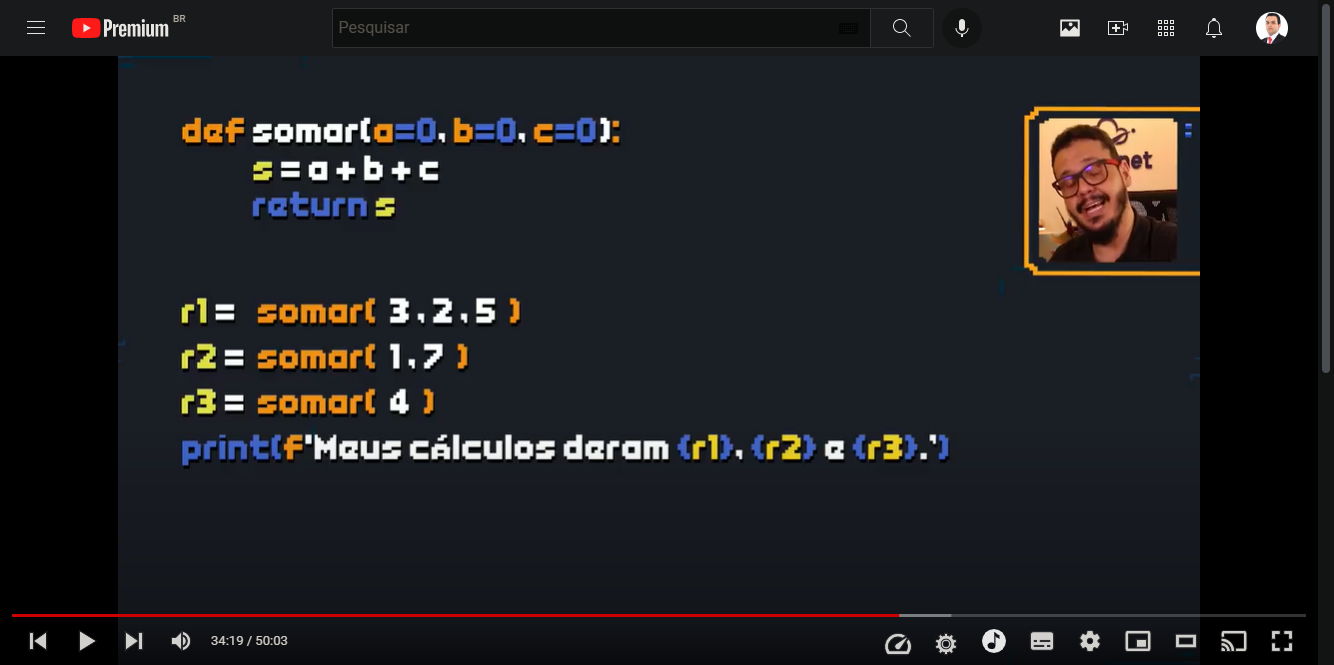 Premium BR
Pesquisar
def somar(a=0, b=0, c=0):
s = a + b + c
return s
net
r1 = somar( 3 , 2 , 5 )
r2 = somar( 1 , 7 )
r3 = somar( 4 )
print(f'Meus cálculos deram {r1}, {r2} e {r3}.')
34:19 / 50:03